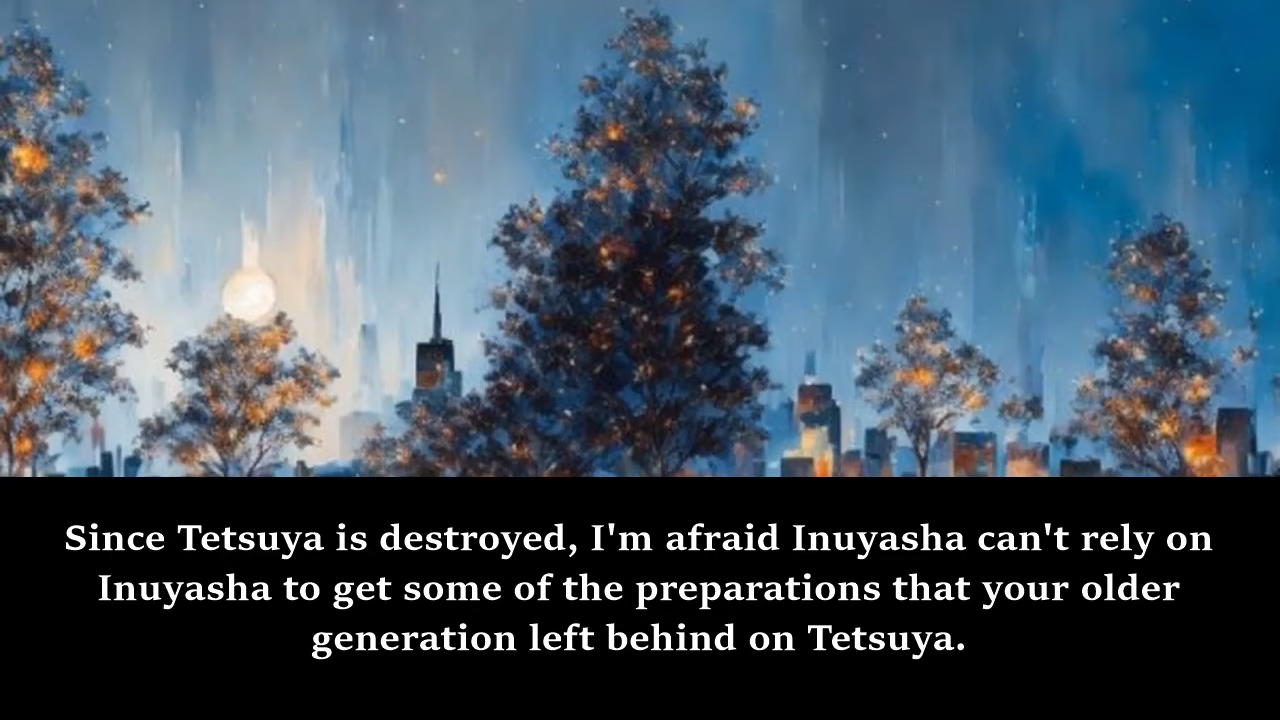 Since Tetsuya is destroyed, I'm afraid Inuyasha can't rely on
Inuyasha to get some of the preparations that your older
generation left behind on Tetsuya.